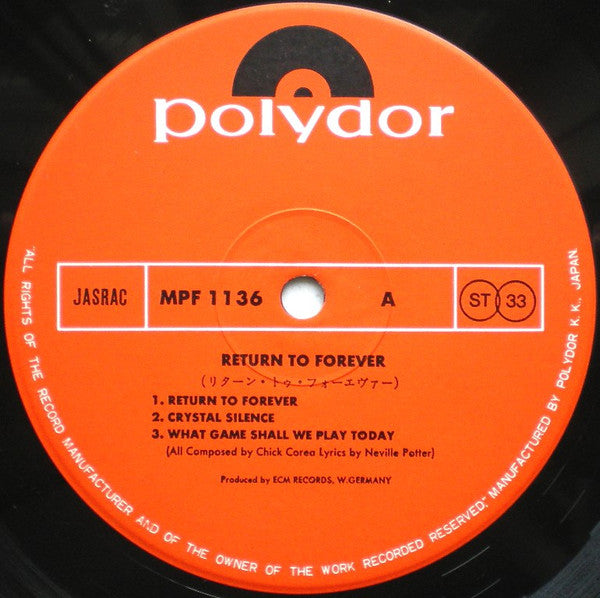 polydor
JASRAC
MPF 1136
A
ST 33
RETURN TO FOREVER
(リターン・トゥ・フォーエヴァー)
1. RETURN TO FOREVER
2. CRYSTAL SILENCE
3. WHAT GAME SHALL WE PLAY TODAY
(All Composed by Chick Corea Lyrics by Neville Potter)
Produced by ECM RECORDS, W.GERMANY
"ALL RIGHTS OF THE RECORD MANUFACTURER AND OF THE OWNER OF THE WORK RECORDED RESERVED," MANUFACTURED BY POLYDOR K.K., JAPAN